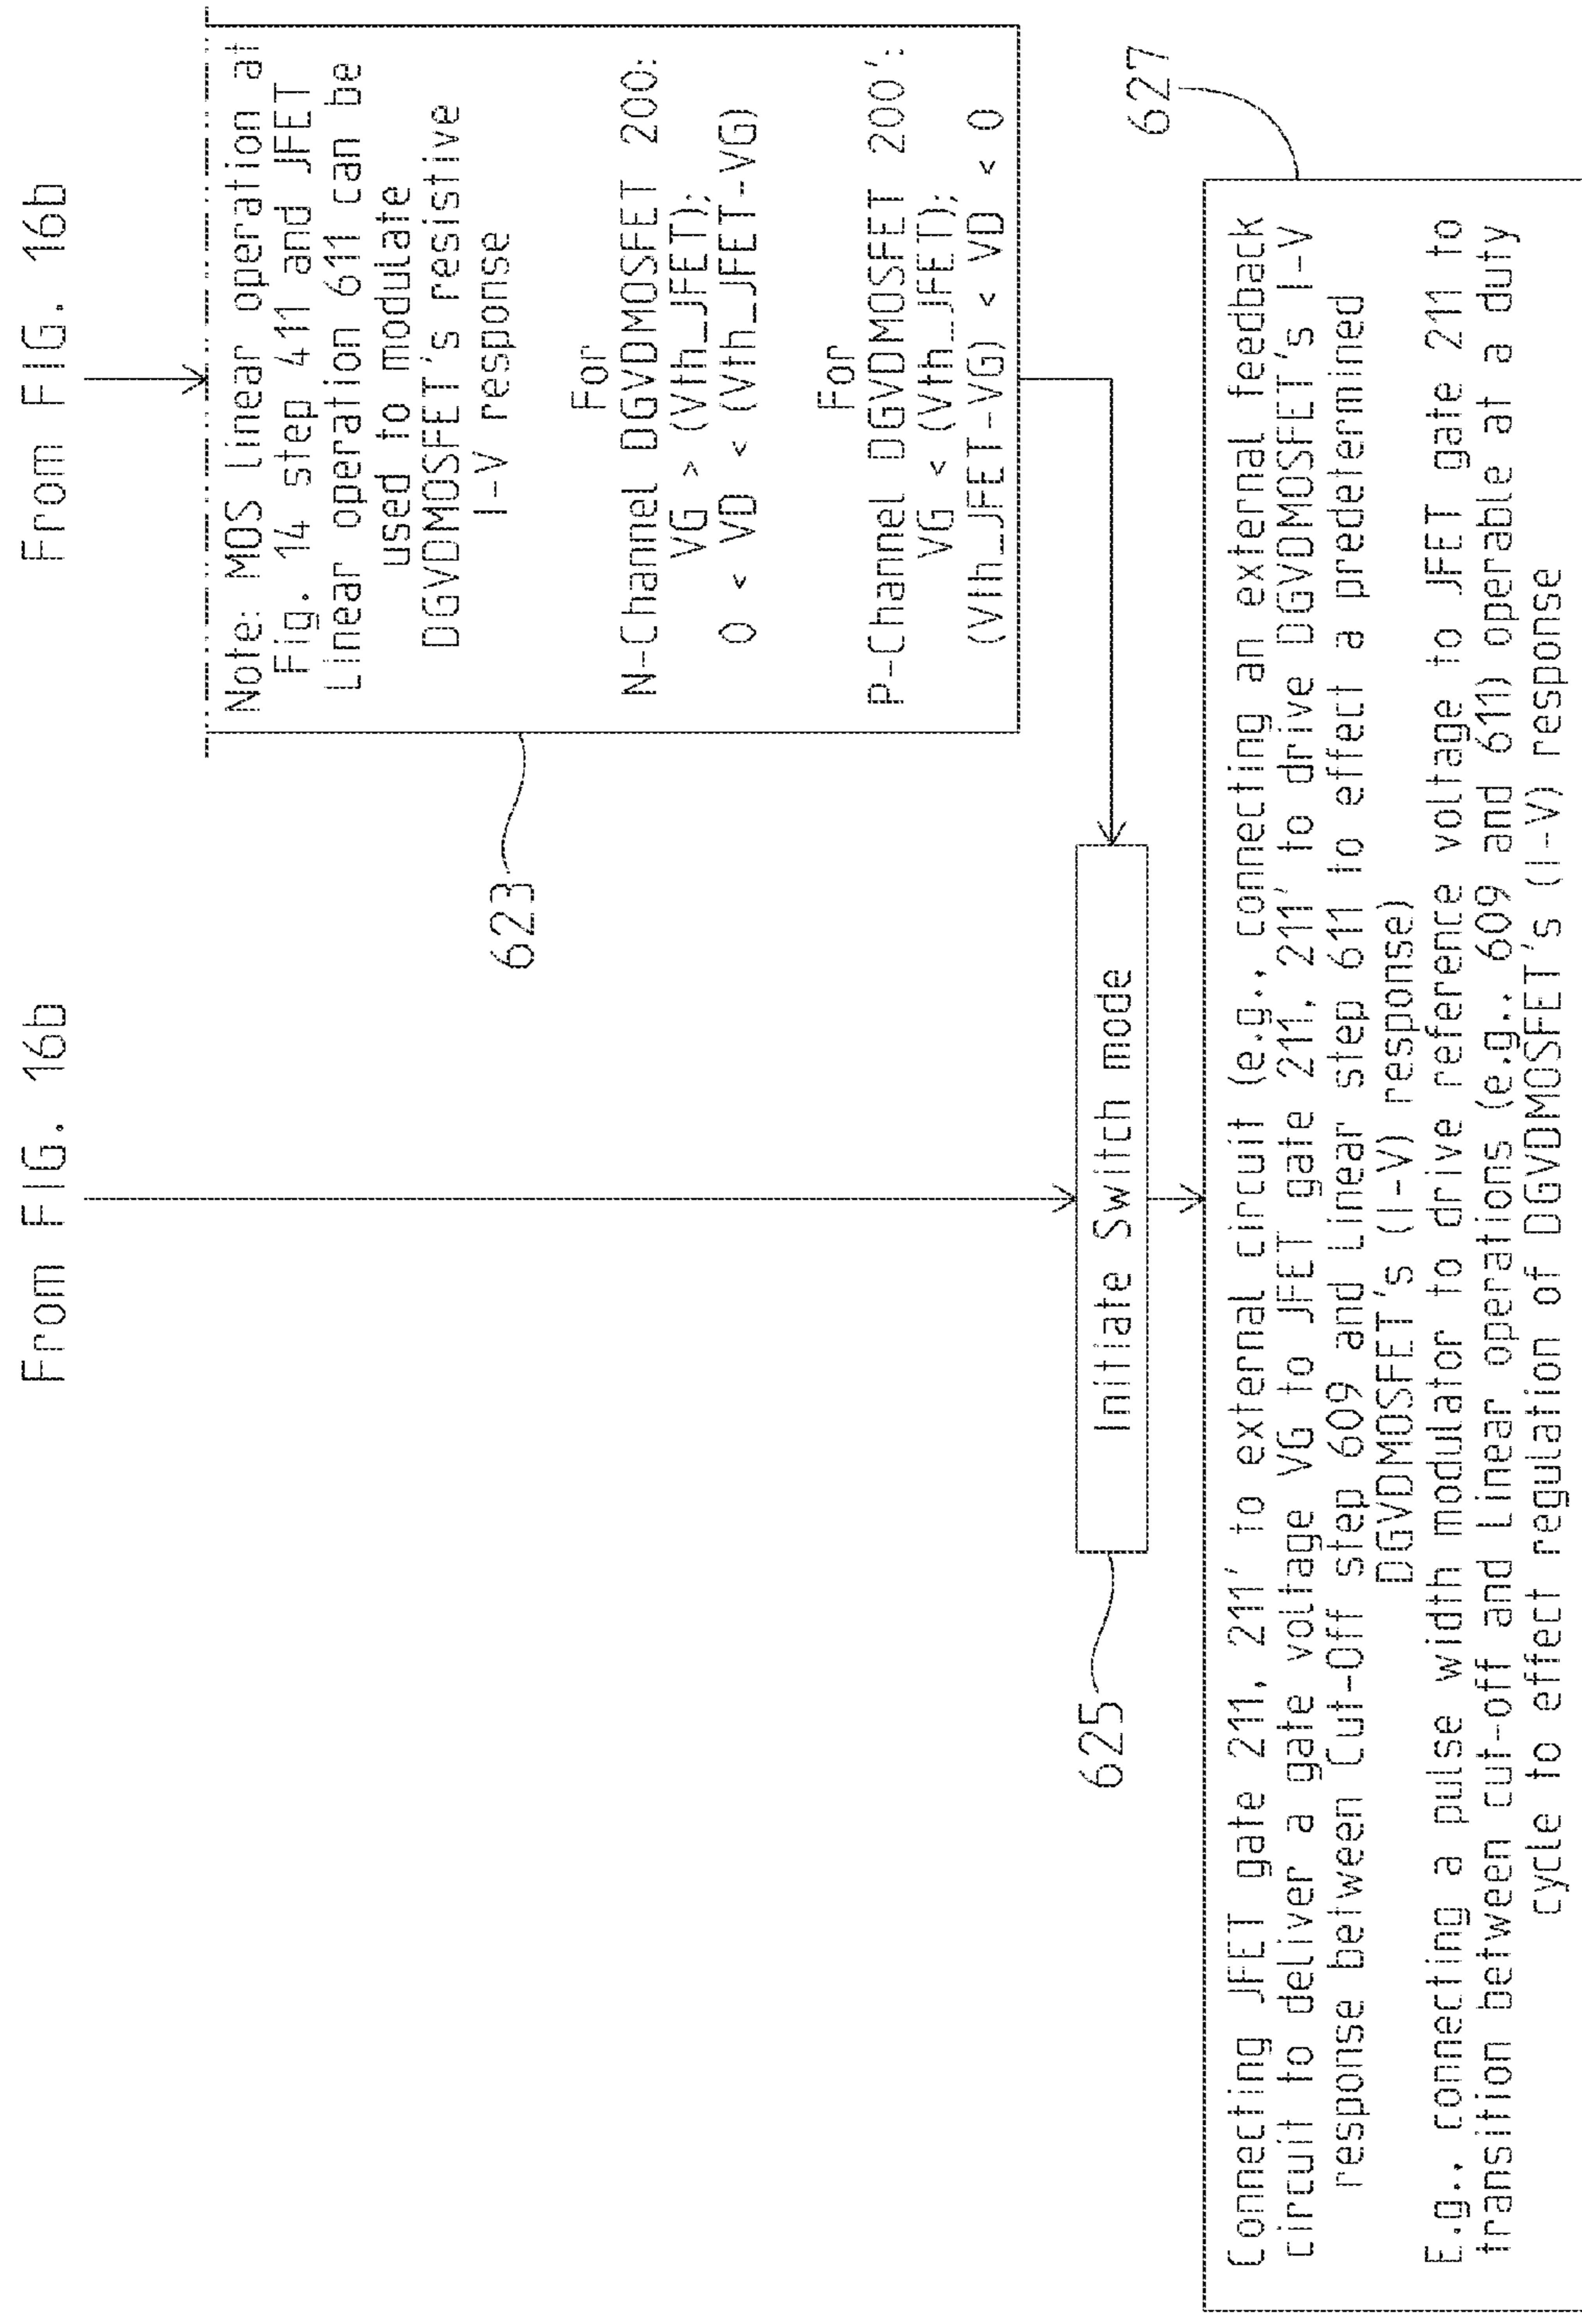 From FIG. 16b
From FIG. 16b
Note: MOS Linear operation at
Fig. 14 step 411 and JFET
Linear operation 611 can be
used to modulate
DGVDMOSFET's resistive
I-V response
For
N-Channel DGVDMOSFET 200:
VG > (Vth_JFET);
0 < VD < (Vth_JFET-VG)
For
P-Channel DGVDMOSFET 200':
VG < (Vth_JFET);
(Vth_JFET-VG) < VD < 0
623
Initiate Switch mode
625
627
Connecting JFET gate 211, 211' to external circuit (e.g., connecting an external feedback
circuit to deliver a gate voltage VG to JFET gate 211, 211' to drive DGVDMOSFET's I-V
response between Cut-Off step 609 and Linear step 611 to effect a predetermined
DGVDMOSFET's (I-V) response)
E.g., connecting a pulse width modulator to drive reference voltage to JFET gate 211 to
transition between cut-off and Linear operations (e.g., 609 and 611) operable at a duty
cycle to effect regulation of DGVDMOSFET's (I-V) response